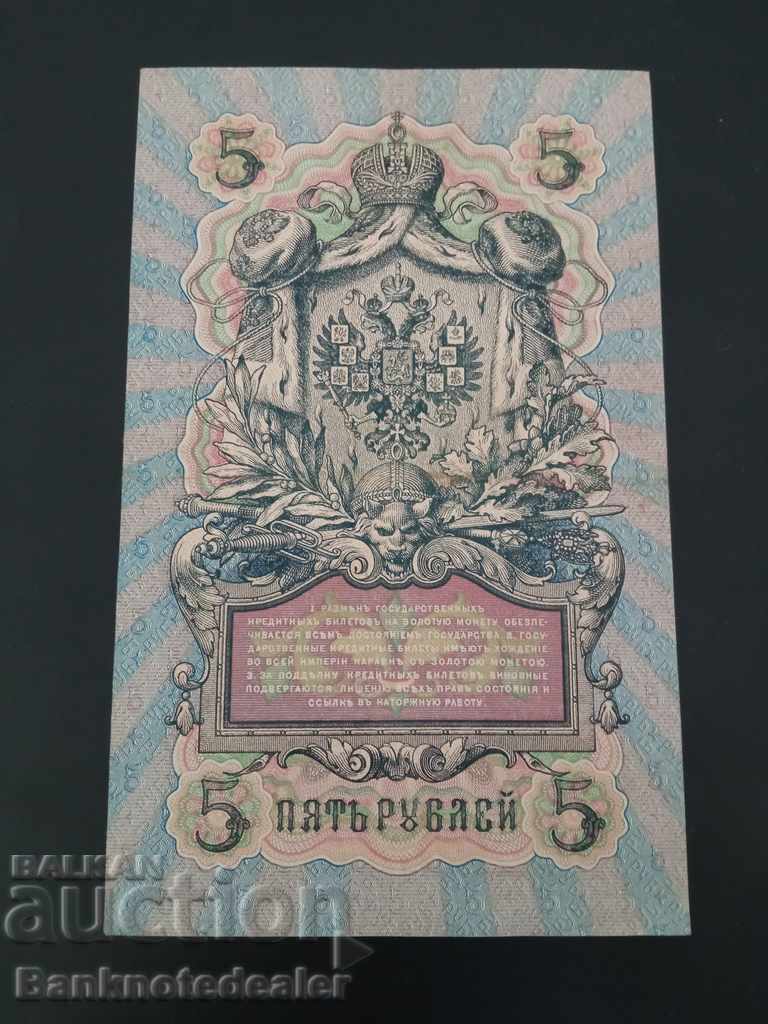 5 5
1. РАЗМѢНЪ ГОСУДАРСТВЕННЫХЪ
КРЕДИТНЫХЪ БИЛЕТОВЪ НА ЗОЛОТУЮ МОНЕТУ ОБЕЗПЕ-
ЧИВАЕТСЯ ВСѢМЪ ДОСТОЯНІЕМЪ ГОСУДАРСТВА. 2. ГОСУ-
ДАРСТВЕННЫЕ КРЕДИТНЫЕ БИЛЕТЫ ИМѢЮТЪ ХОЖДЕНІЕ
ВО ВСЕЙ ИМПЕРІИ НАРАВНѢ СЪ ЗОЛОТОЮ МОНЕТОЮ.
3. ЗА ПОДДѢЛКУ КРЕДИТНЫХЪ БИЛЕТОВЪ ВИНОВНЫЕ
ПОДВЕРГАЮТСЯ ЛИШЕНІЮ ВСѢХЪ ПРАВЪ СОСТОЯНІЯ И
ССЫЛКѢ ВЪ КАТОРЖНУЮ РАБОТУ.
5 ПЯТЬ РУБЛЕЙ 5
BALKAN
auction
Banknotedealer